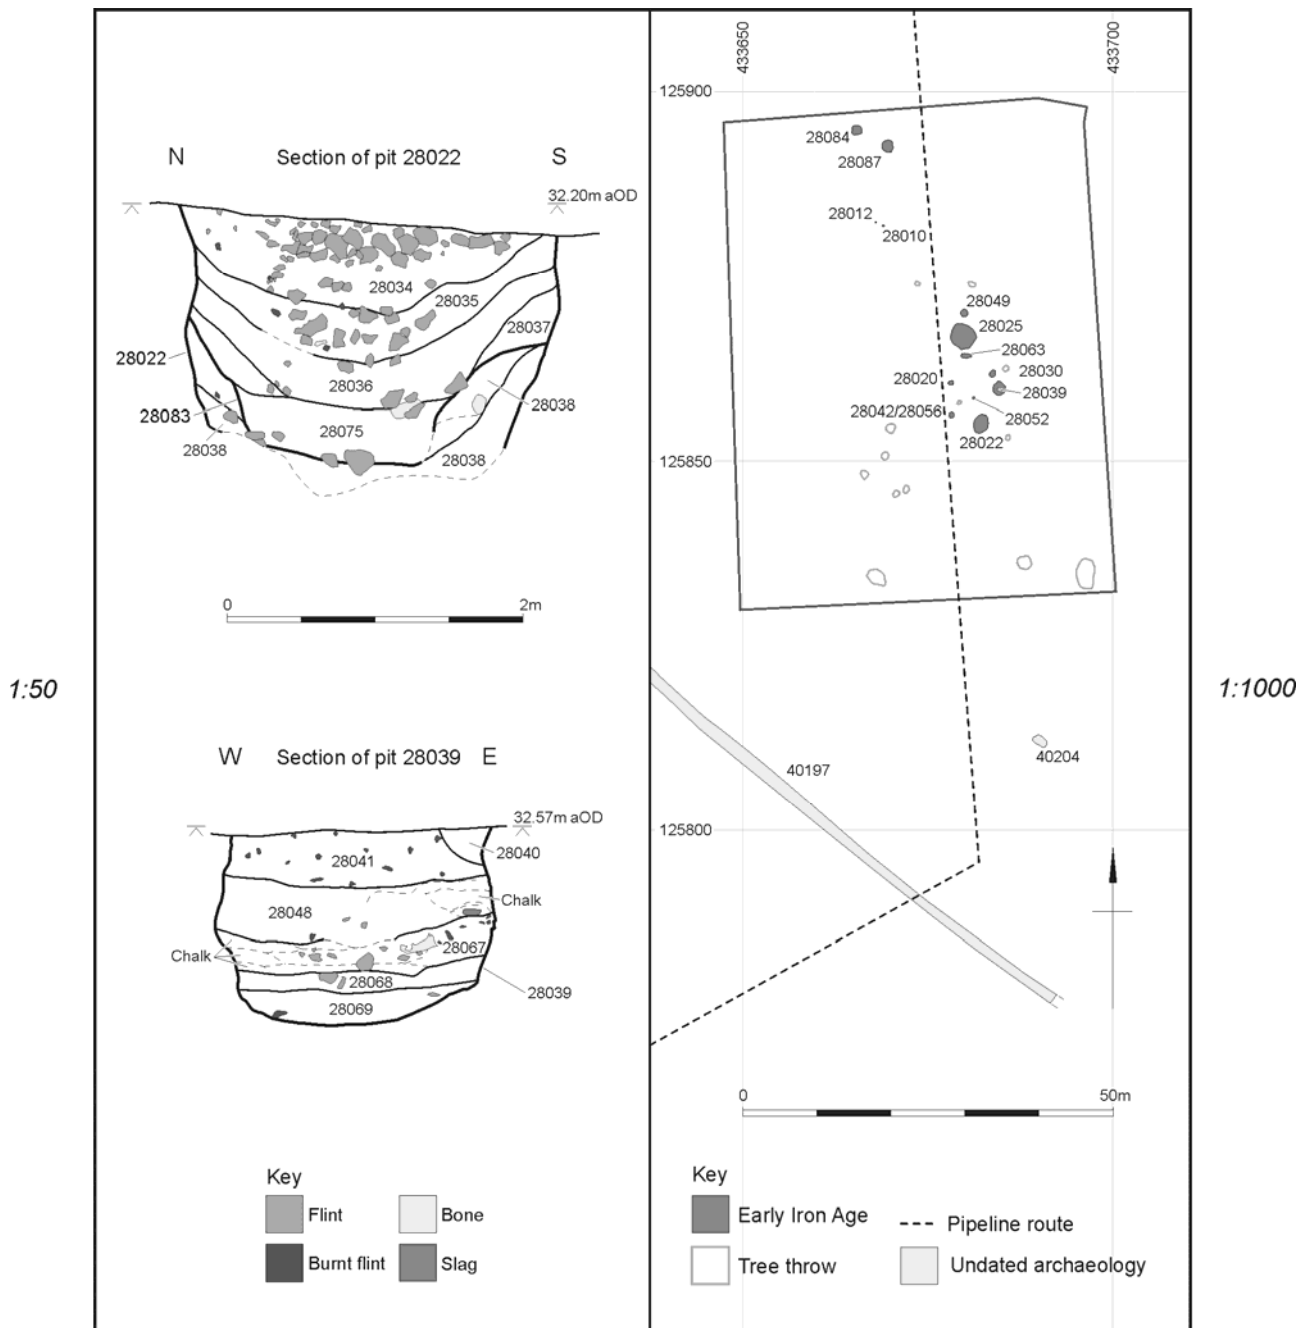 N Section of pit 28022 S
32.20m aOD
28034
28035
28037
28022
28036
28038
28083
28075
28038
28038
0 2m
1:50
W Section of pit 28039 E
32.57m aOD
28040
28041
Chalk
28048
28067
Chalk
28068
28039
28069
Key
Flint Bone
Burnt flint Slag
433650 433700
125900
28084
28087
28012
28010
28049
28025
28063
28030
28020
28039
28042/28056
28052
28022
125850
1:1000
40204
40197
125800
0 50m
Key
Early Iron Age Pipeline route
Tree throw Undated archaeology